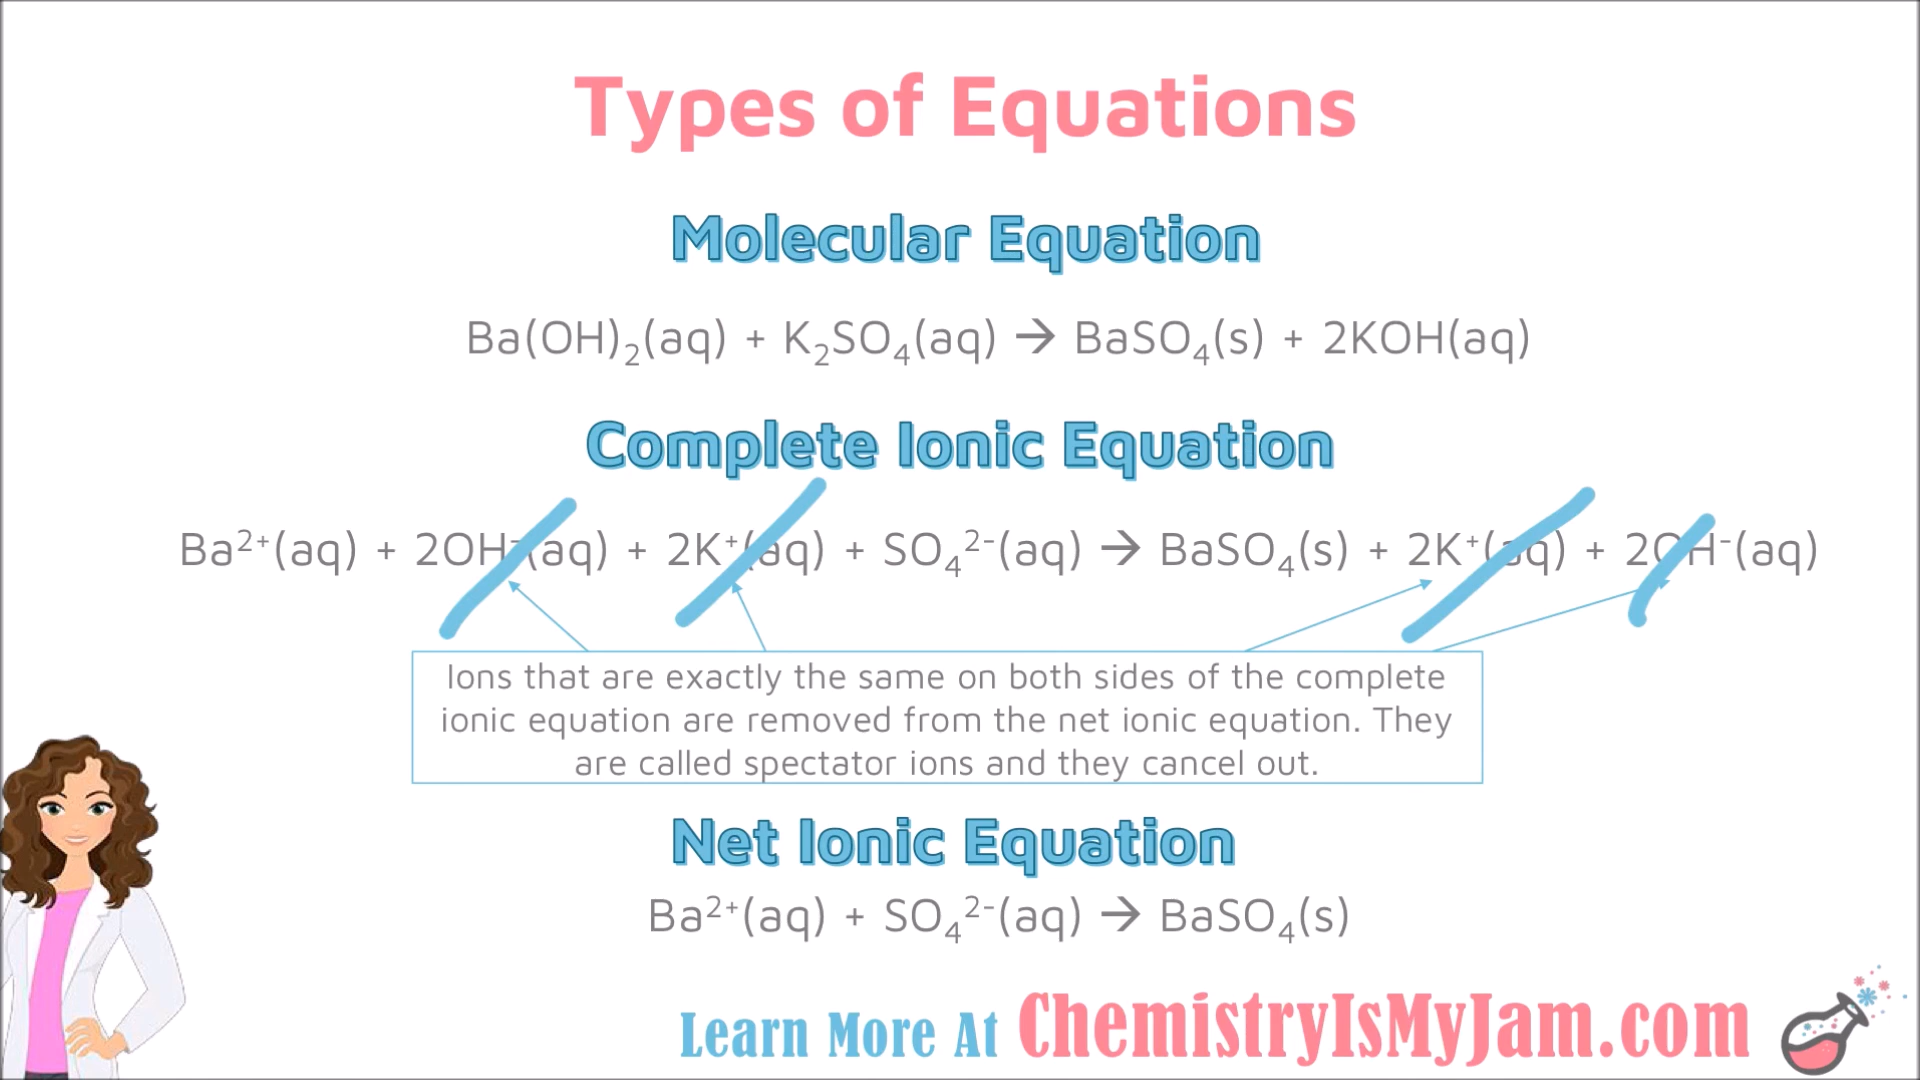 Types of Equations
Molecular Equation
Ba(OH)₂(aq) + K₂SO₄(aq) → BaSO₄(s) + 2KOH(aq)
Complete Ionic Equation
Ba²⁺(aq) + 2OH⁻(aq) + 2K⁺(aq) + SO₄²⁻(aq) → BaSO₄(s) + 2K⁺(aq) + 2OH⁻(aq)
Ions that are exactly the same on both sides of the complete
ionic equation are removed from the net ionic equation. They
are called spectator ions and they cancel out.
Net Ionic Equation
Ba²⁺(aq) + SO₄²⁻(aq) → BaSO₄(s)
Learn More At ChemistryIsMyJam.com